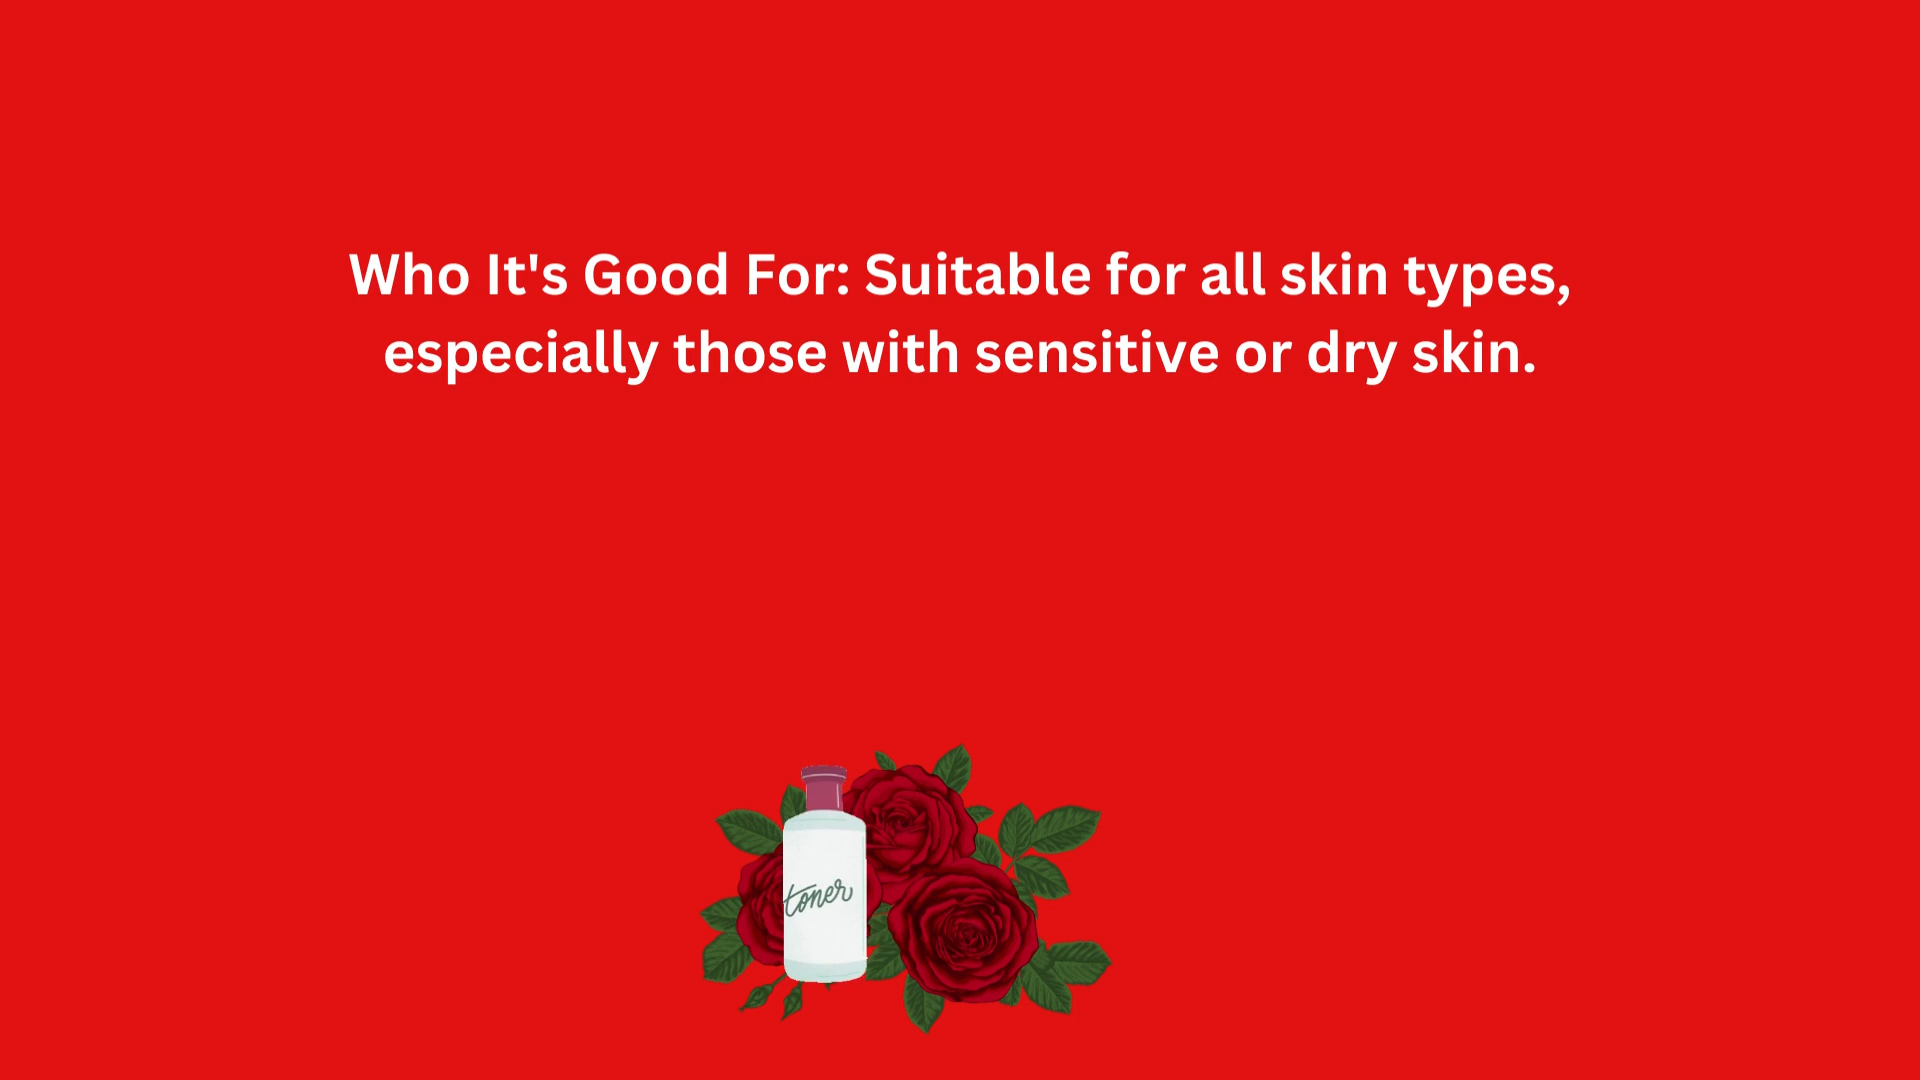 Who It's Good For: Suitable for all skin types,
especially those with sensitive or dry skin.
toner